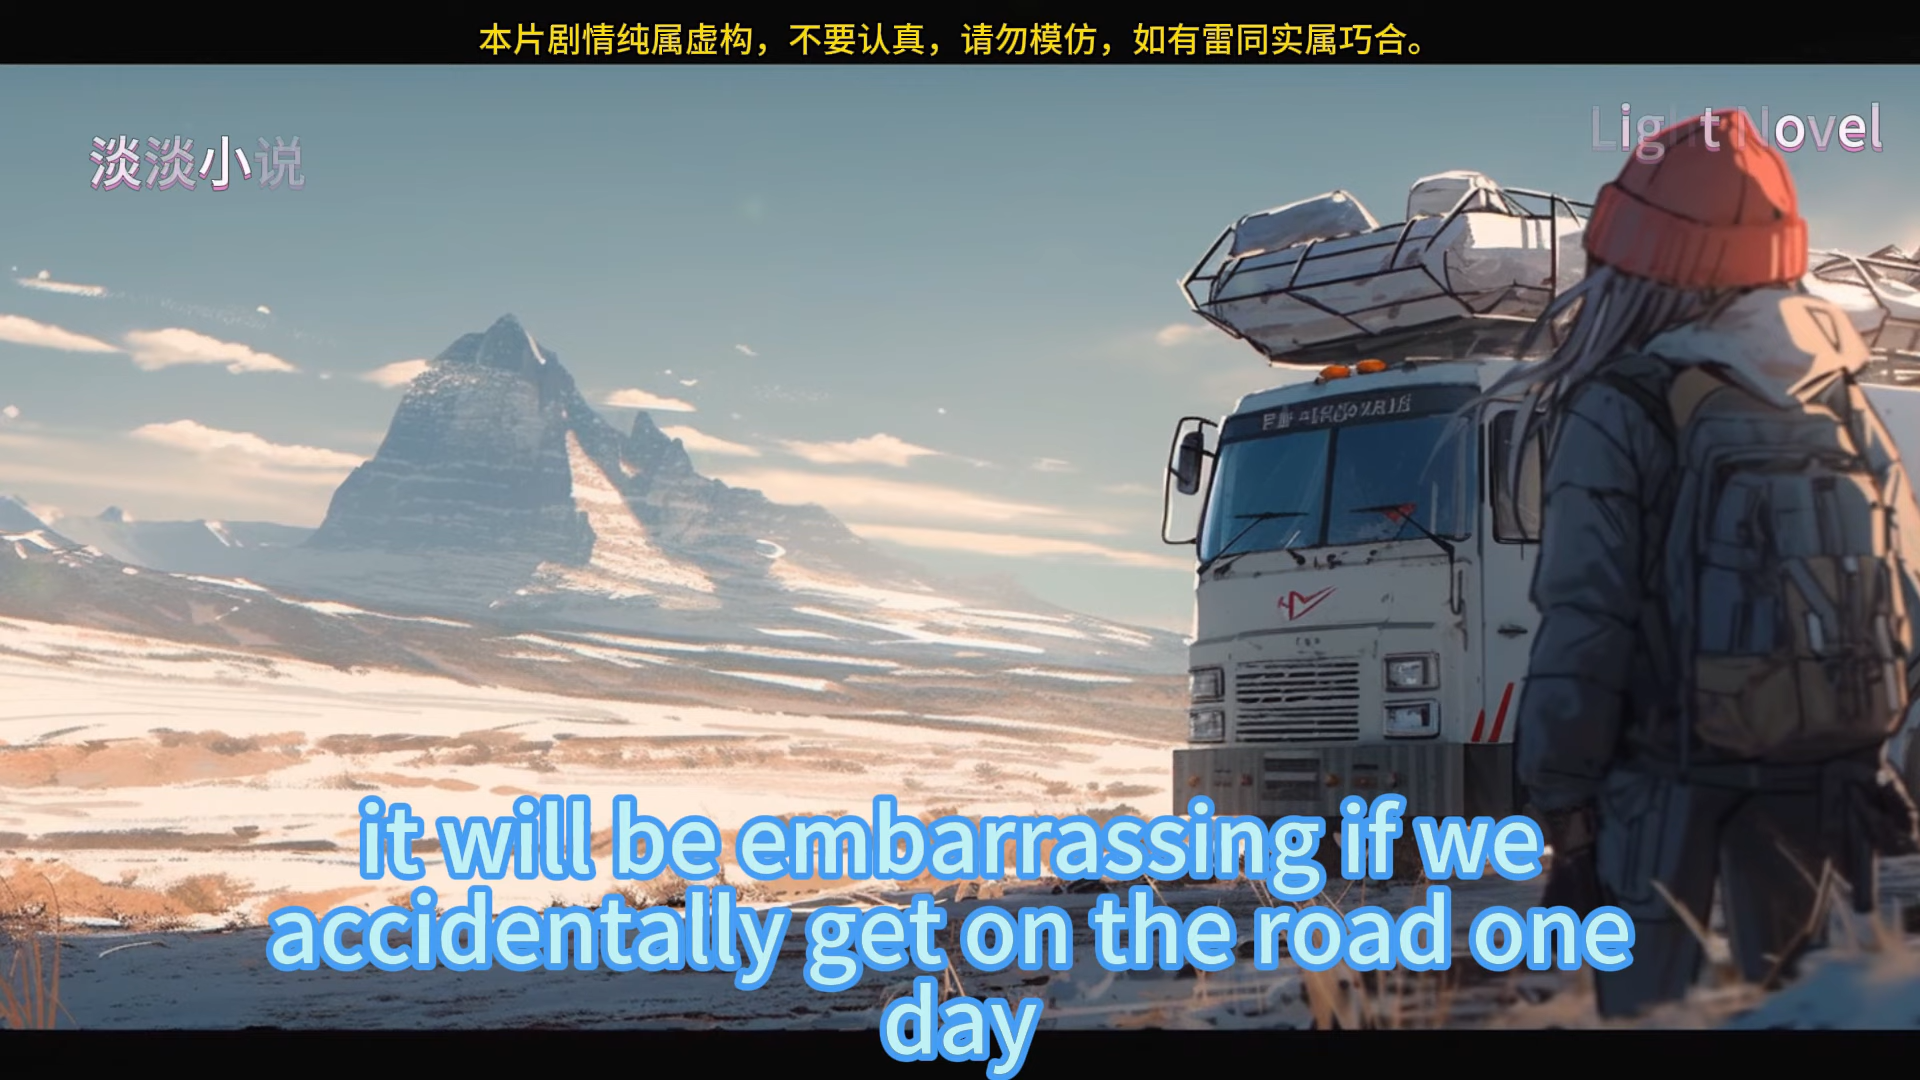 本片剧情纯属虚构，不要认真，请勿模仿，如有雷同实属巧合。
淡淡小说
Light Novel
it will be embarrassing if we
accidentally get on the road one
day